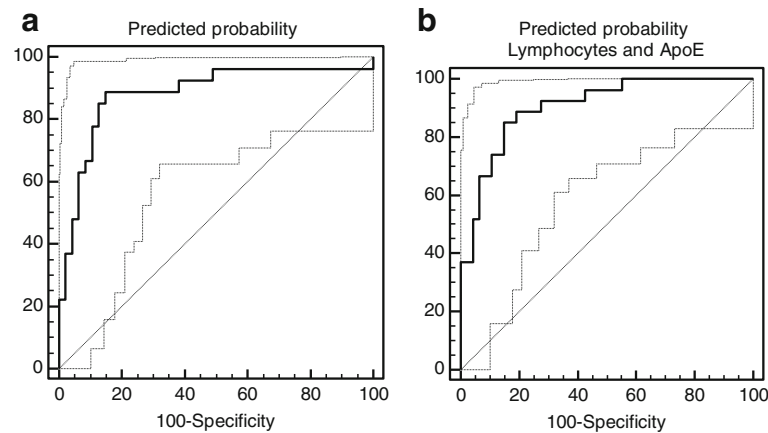 a
Predicted probability
100
80
60
40
20
0
0 20 40 60 80 100
100-Specificity
b
Predicted probability
Lymphocytes and ApoE
100
80
60
40
20
0
0 20 40 60 80 100
100-Specificity